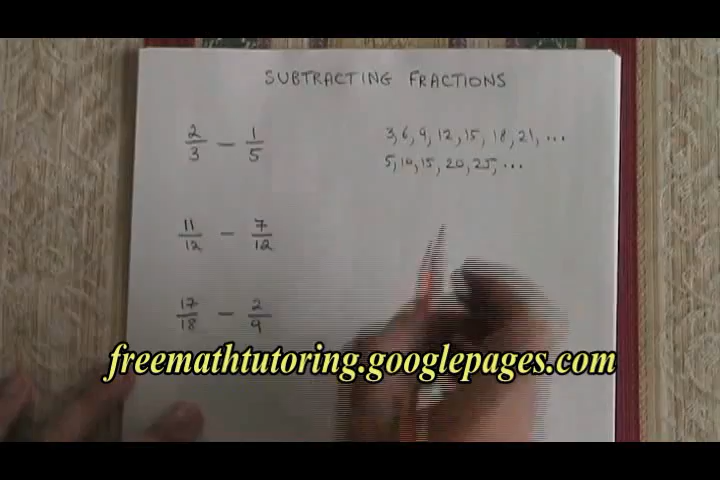 SUBTRACTING FRACTIONS
2/3 - 1/5
3, 6, 9, 12, 15, 18, 21, ...
5, 10, 15, 20, 25, ...
11/12 - 7/12
17/18 - 2/9
freemathtutoring.googlepages.com